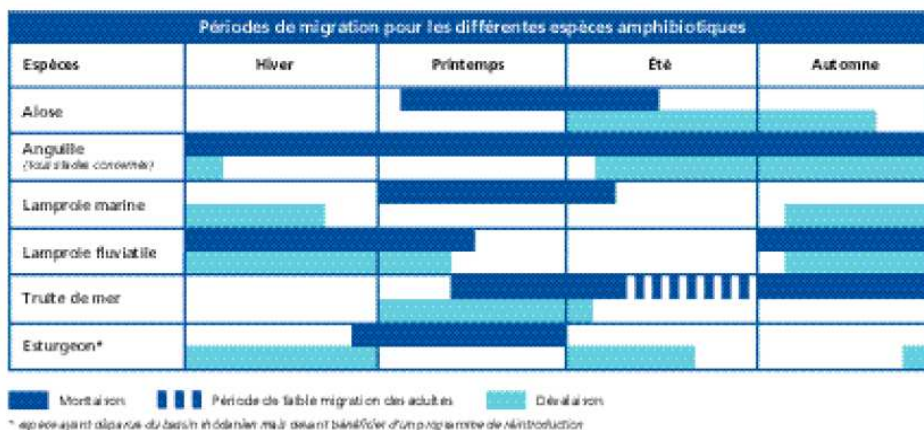 Périodes de migration pour les différentes espèces amphibiotiques
Espèces Hiver Printemps Été Automne
Alose
Anguille
(tous stades concernés)
Lamproie marine
Lamproie fluviatile
Truite de mer
Esturgeon*
Montaison Période de faible migration des adultes Dévalaison
* espèce ayant disparue du bassin rhodanien mais devant bénéficier d'un programme de réintroduction